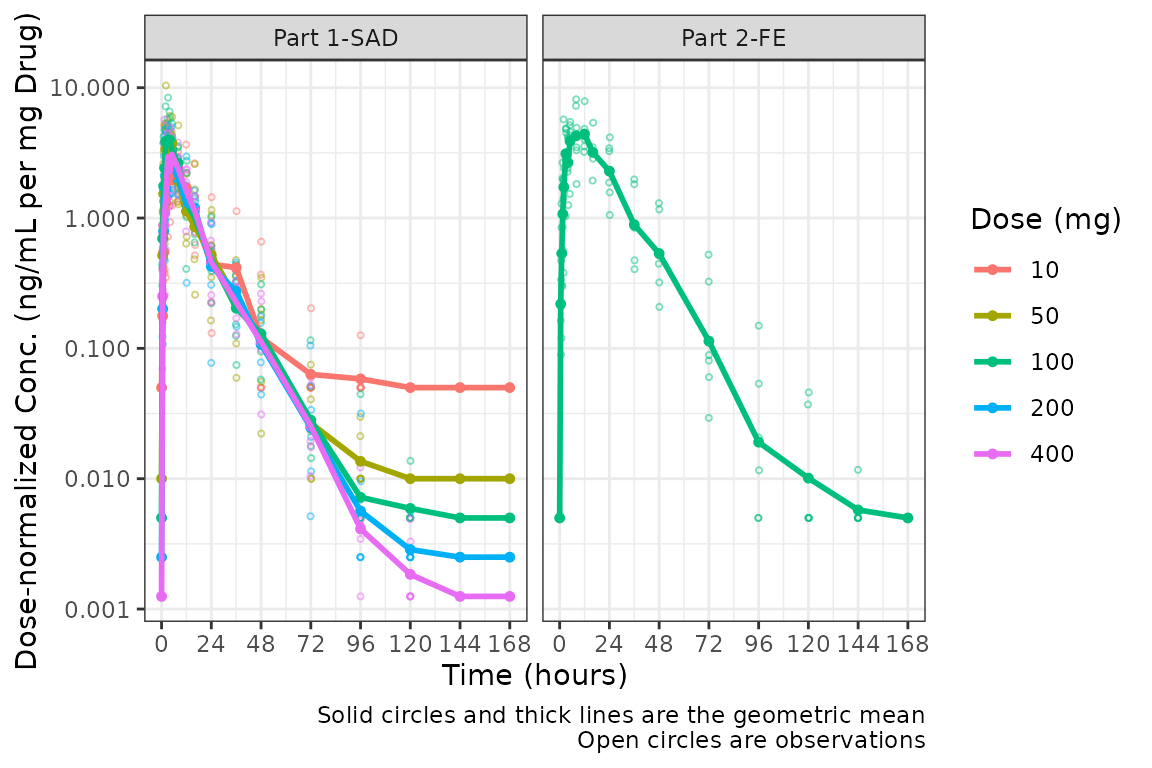 Dose-normalized Conc. (ng/mL per mg Drug)
Part 1-SAD
Part 2-FE
10.000
1.000
0.100
0.010
0.001
0 24 48 72 96 120 144 168
0 24 48 72 96 120 144 168
Time (hours)
Dose (mg)
10
50
100
200
400
Solid circles and thick lines are the geometric mean
Open circles are observations